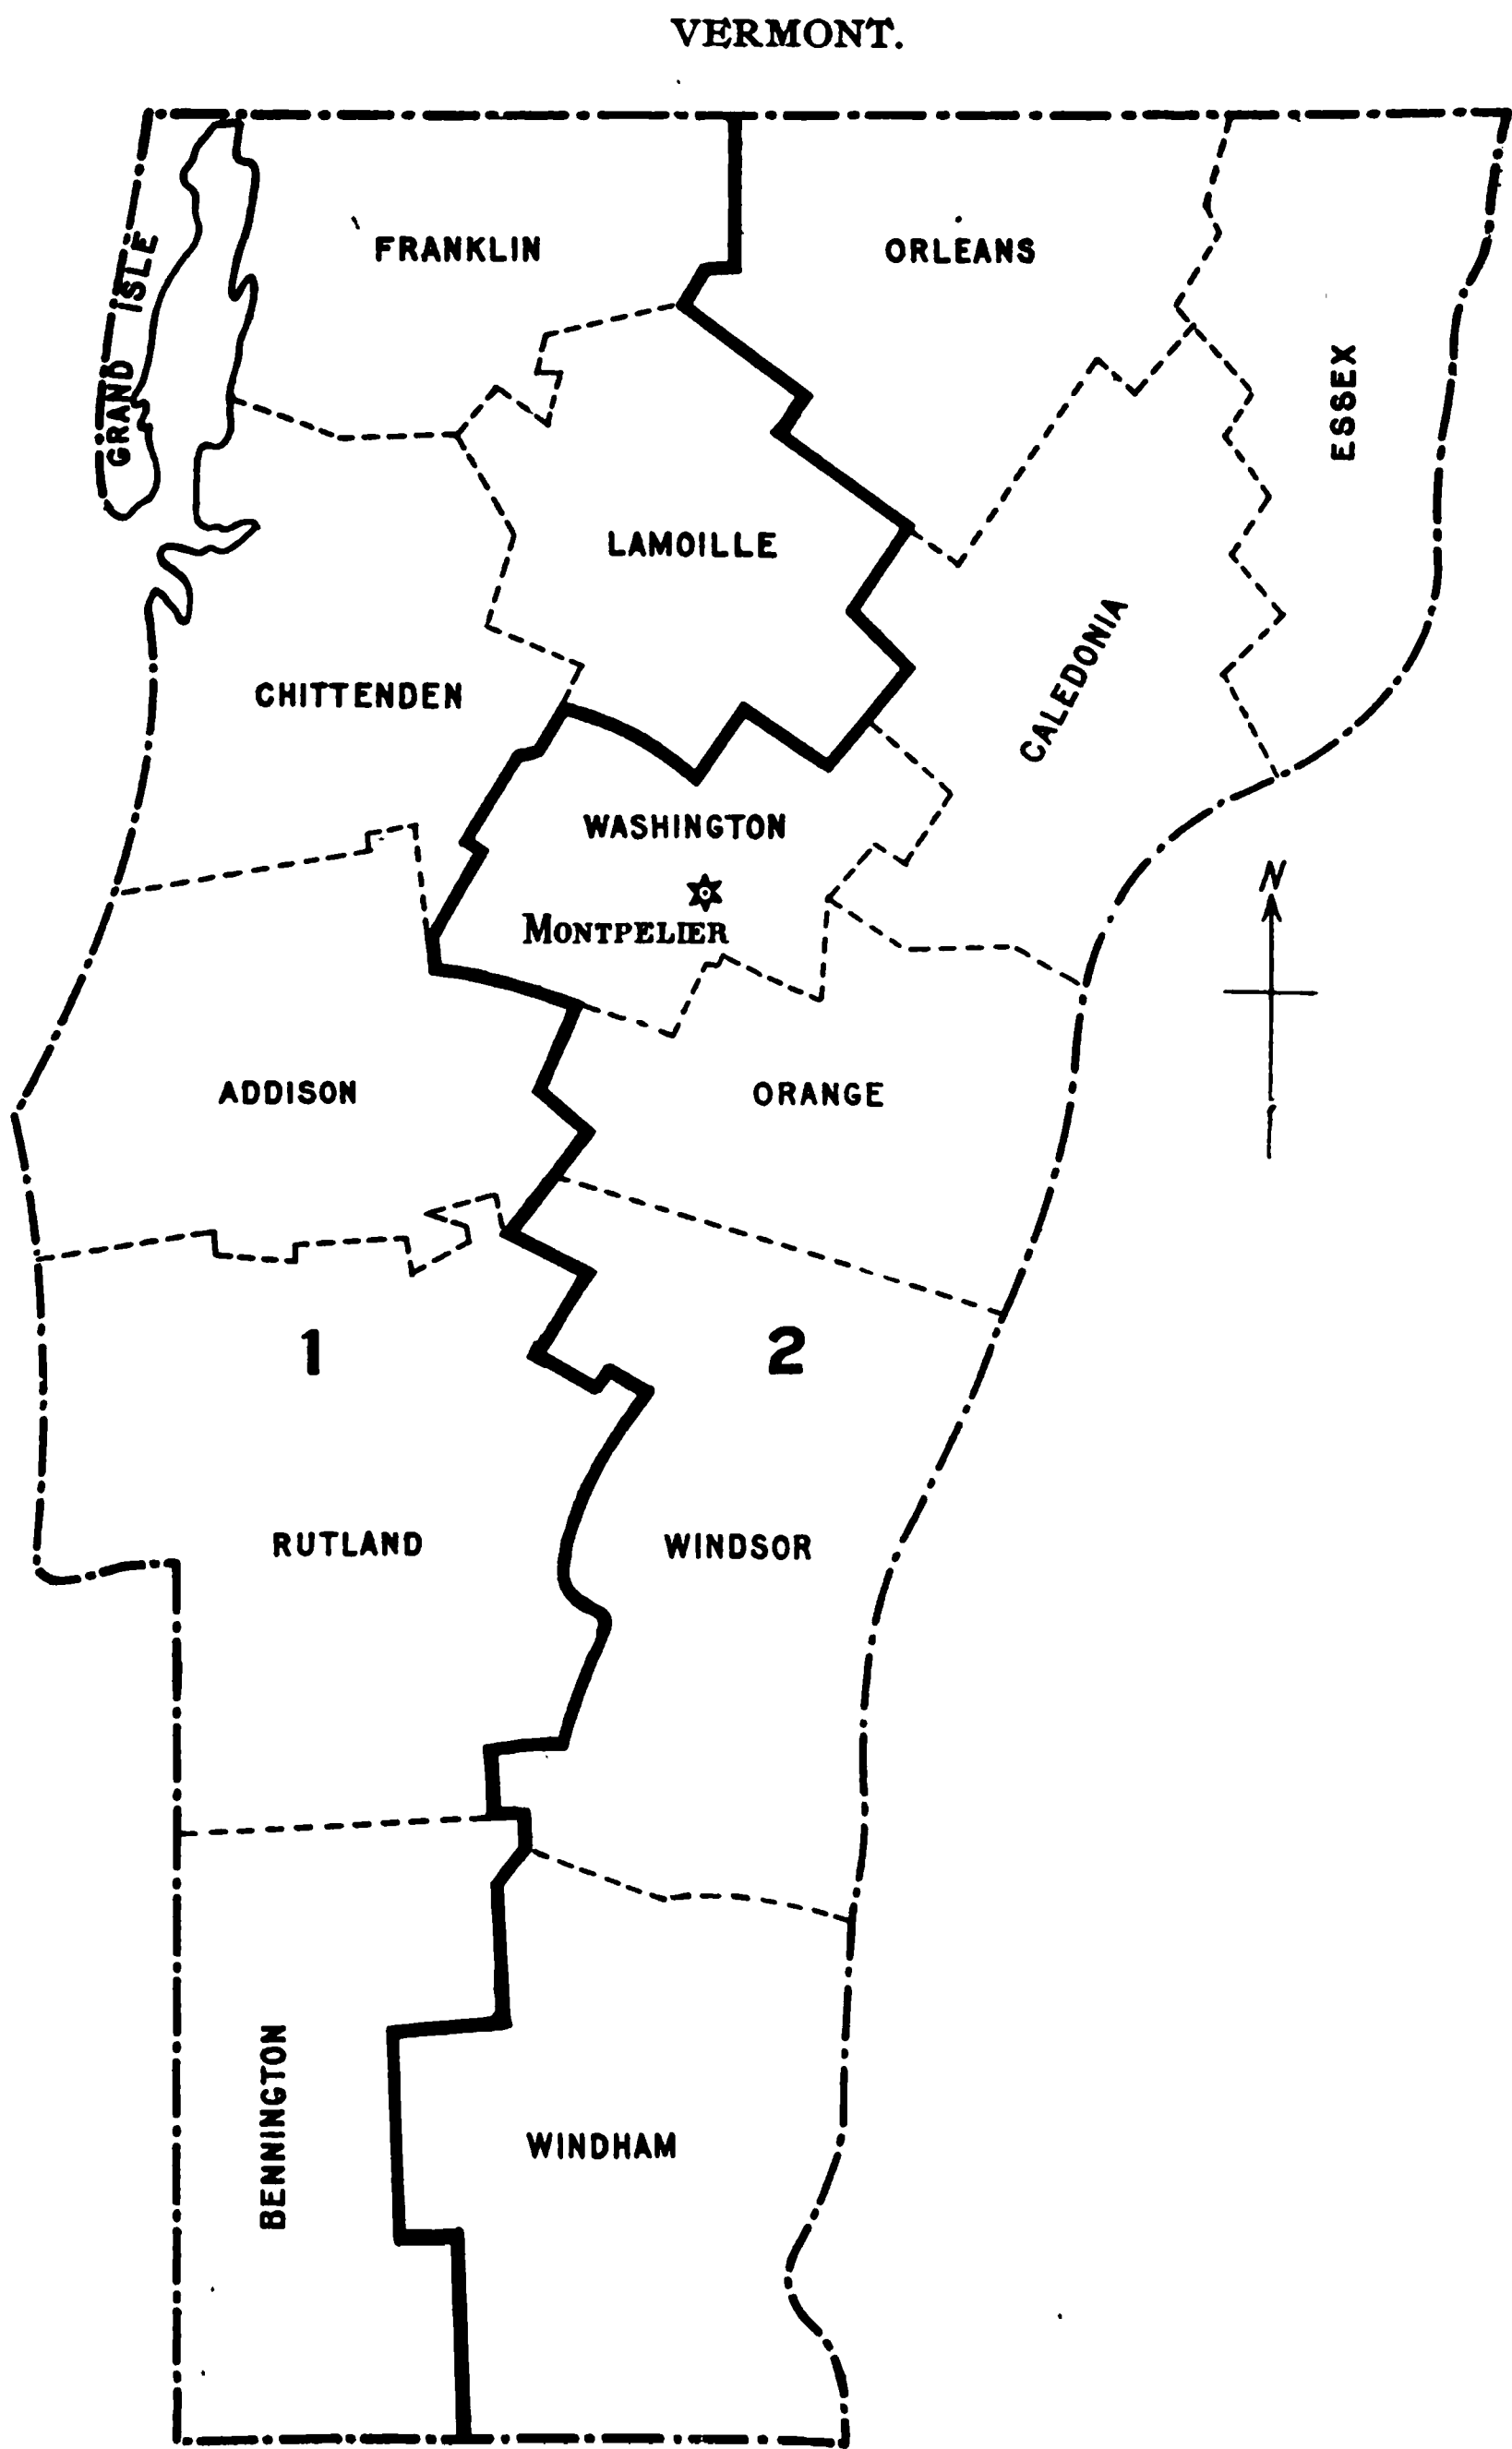 VERMONT.
FRANKLIN
ORLEANS
GRAND ISLE
ESSEX
LAMOILLE
CALEDONIA
CHITTENDEN
WASHINGTON
MONTPELIER
N
ADDISON
ORANGE
1
2
RUTLAND
WINDSOR
BENNINGTON
WINDHAM